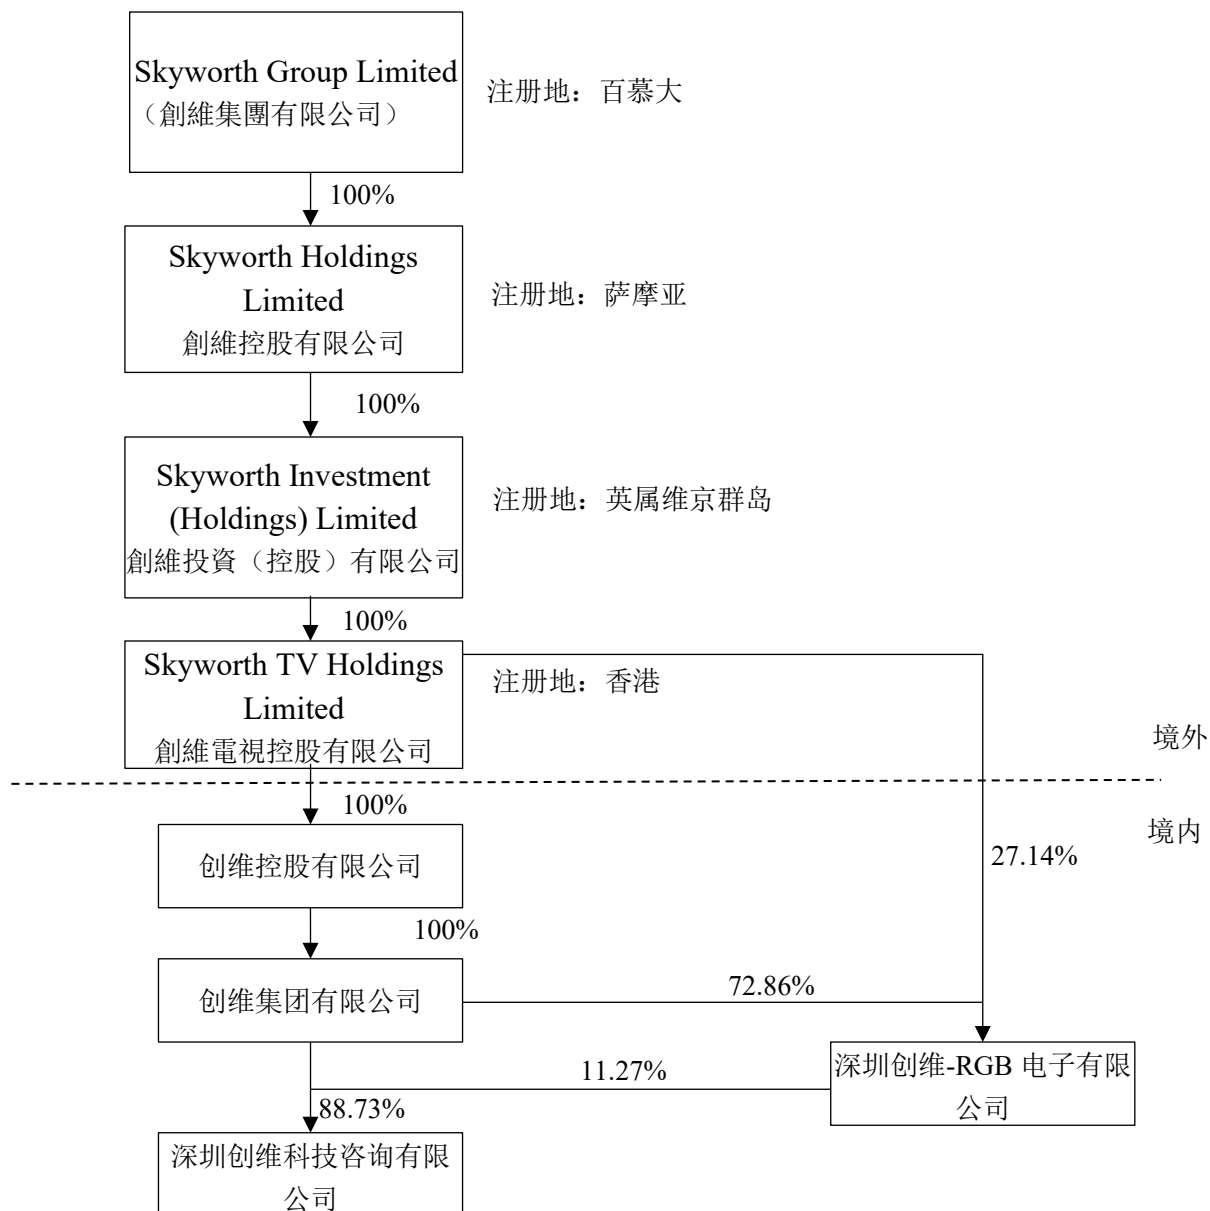 Skyworth Group Limited
（創維集團有限公司）
注册地：百慕大
100%
Skyworth Holdings
Limited
創維控股有限公司
注册地：萨摩亚
100%
Skyworth Investment
(Holdings) Limited
創維投資（控股）有限公司
注册地：英属维京群岛
100%
Skyworth TV Holdings
Limited
創維電視控股有限公司
注册地：香港
境外
境内
100%
创维控股有限公司
27.14%
100%
创维集团有限公司
72.86%
深圳创维-RGB 电子有限
公司
11.27%
88.73%
深圳创维科技咨询有限
公司